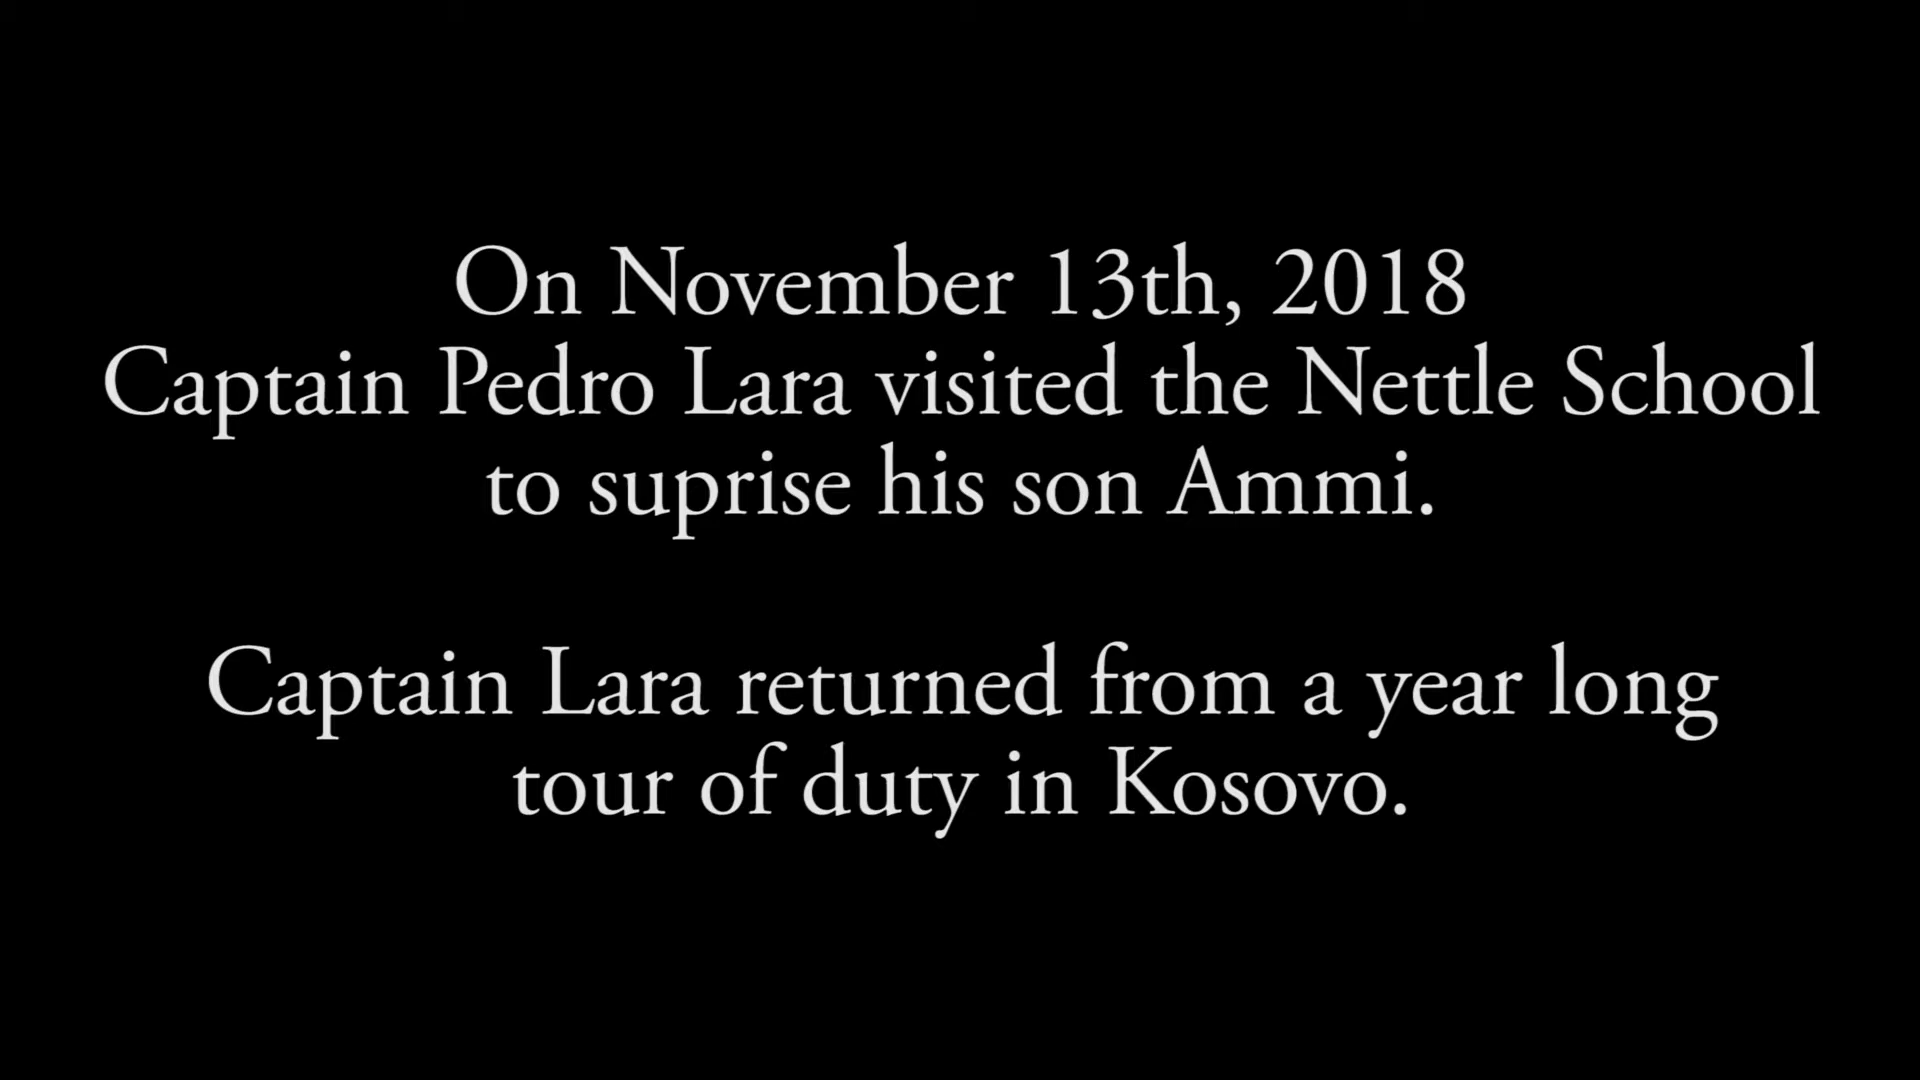 On November 13th, 2018
Captain Pedro Lara visited the Nettle School
to suprise his son Ammi.
Captain Lara returned from a year long
tour of duty in Kosovo.